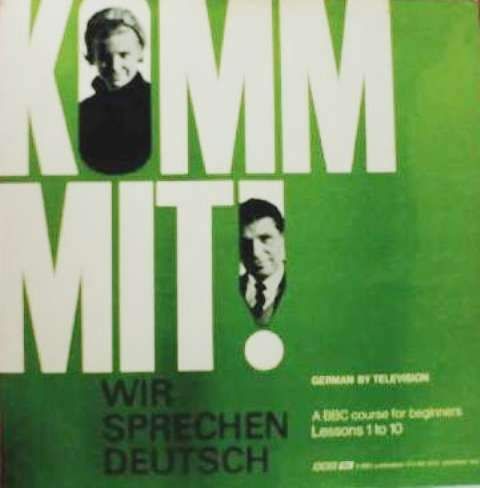 KOMM
MIT!
WIR
SPRECHEN
DEUTSCH
GERMAN BY TELEVISION
A BBC course for beginners
Lessons 1 to 10